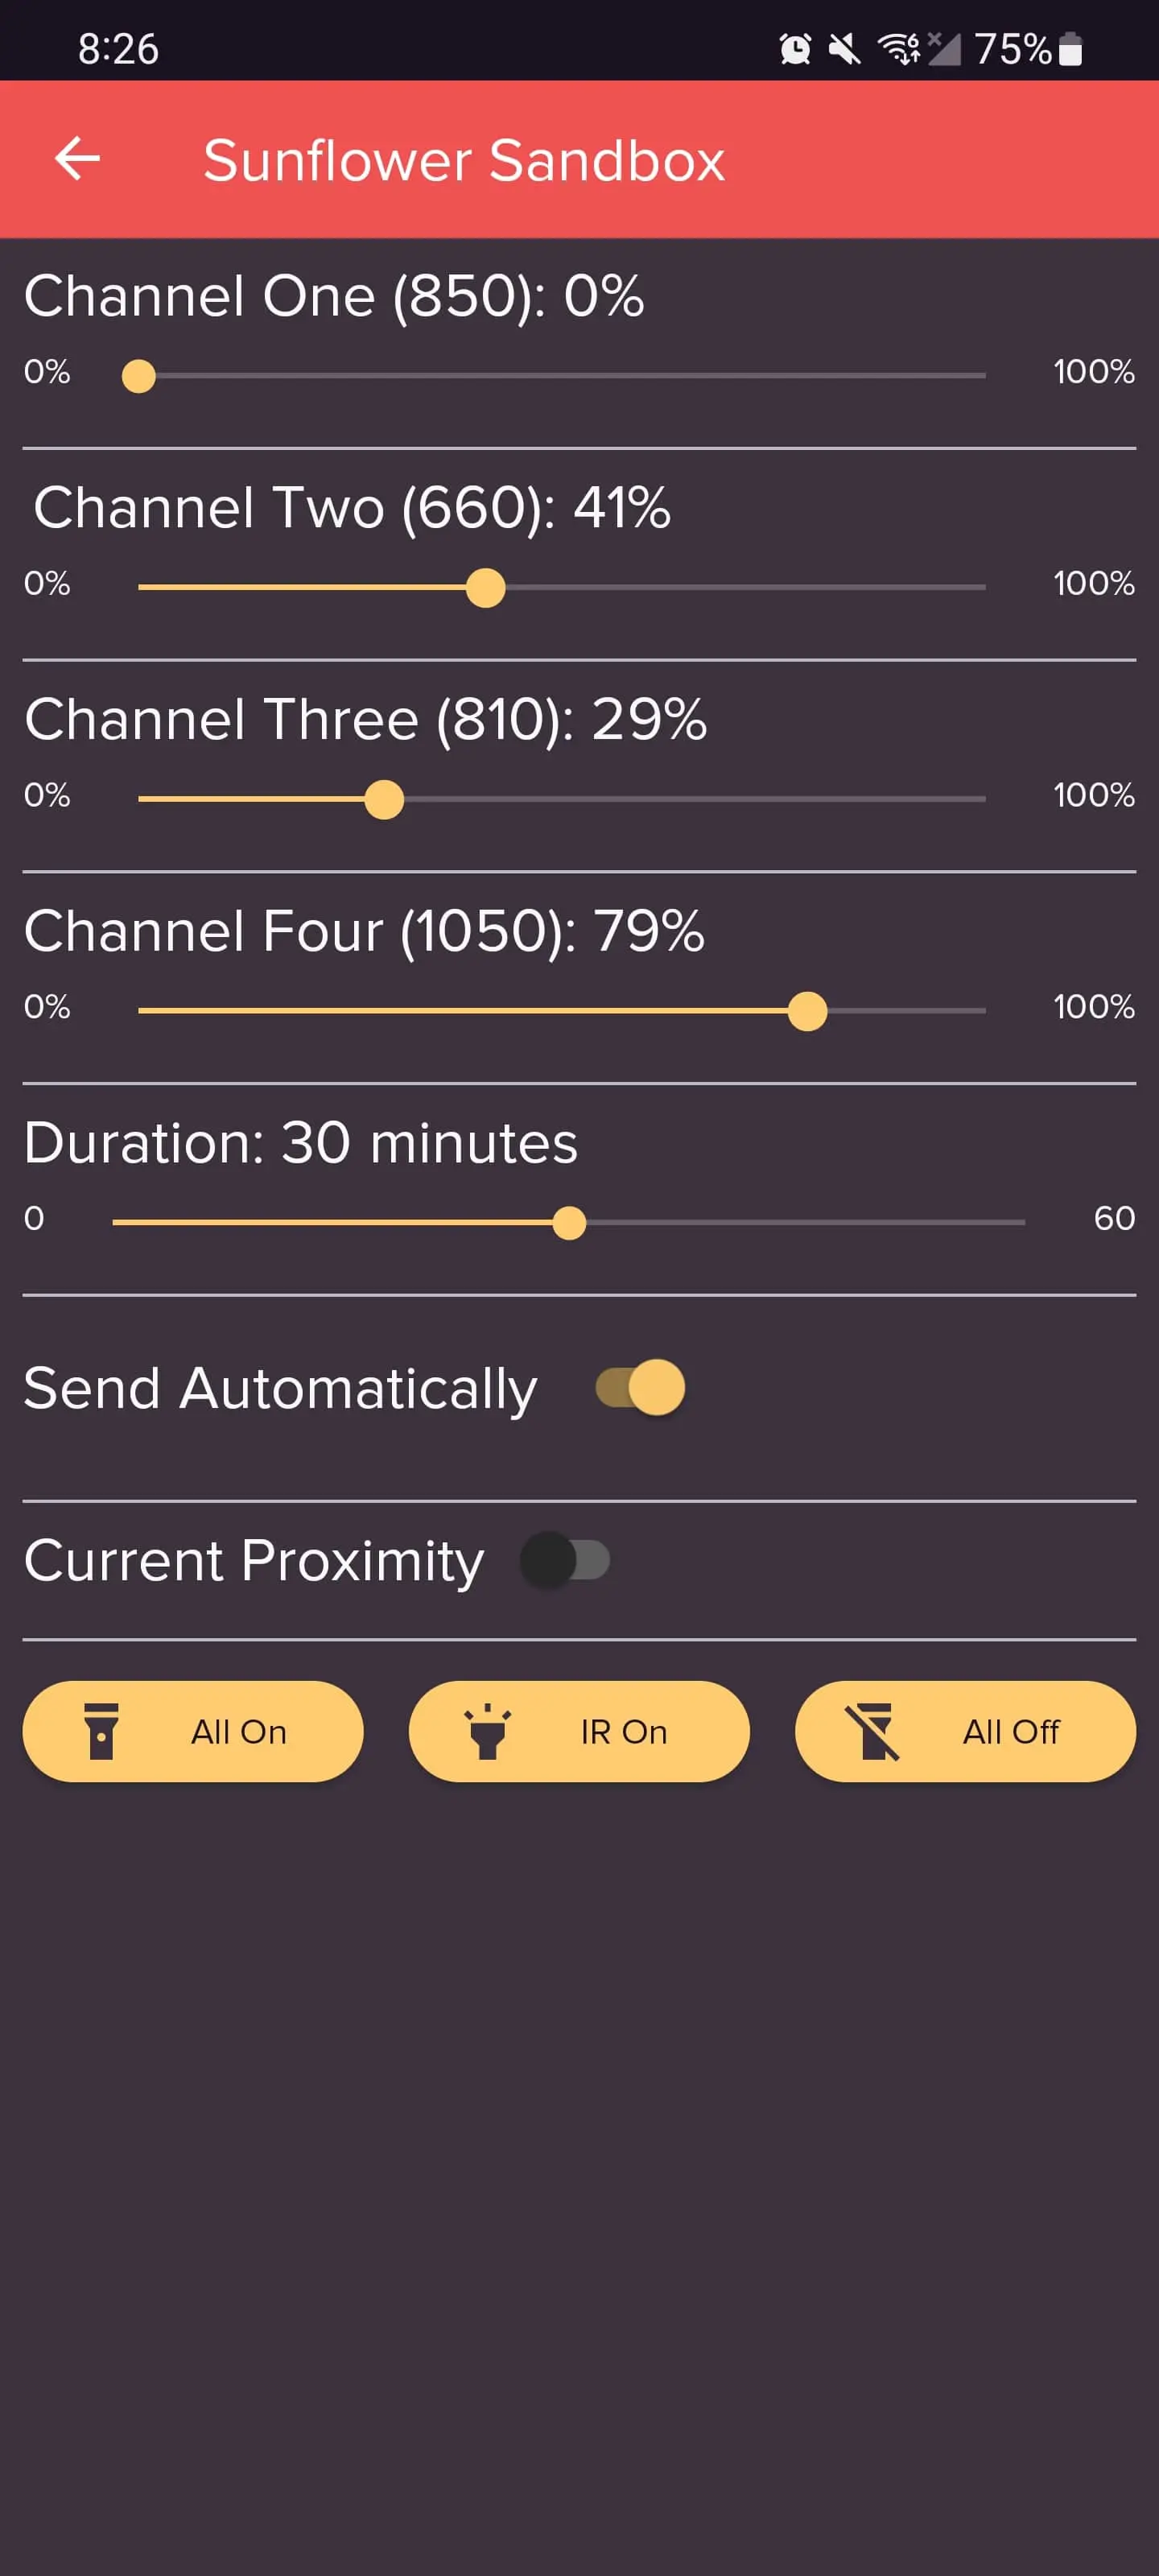 8:26
6
75%
Sunflower Sandbox
Channel One (850): 0%
0% 100%
Channel Two (660): 41%
0% 100%
Channel Three (810): 29%
0% 100%
Channel Four (1050): 79%
0% 100%
Duration: 30 minutes
0 60
Send Automatically
Current Proximity
All On
IR On
All Off